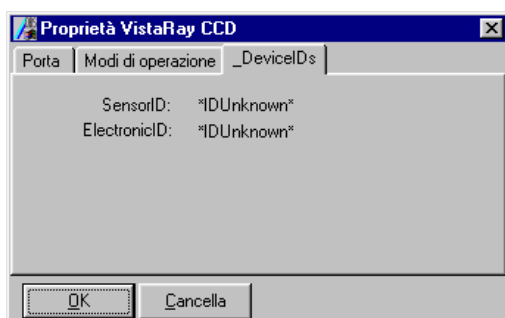 Proprietà VistaRay CCD
Porta Modi di operazione _DeviceIDs
SensorID: *IDUnknown*
ElectronicID: *IDUnknown*
OK Cancella